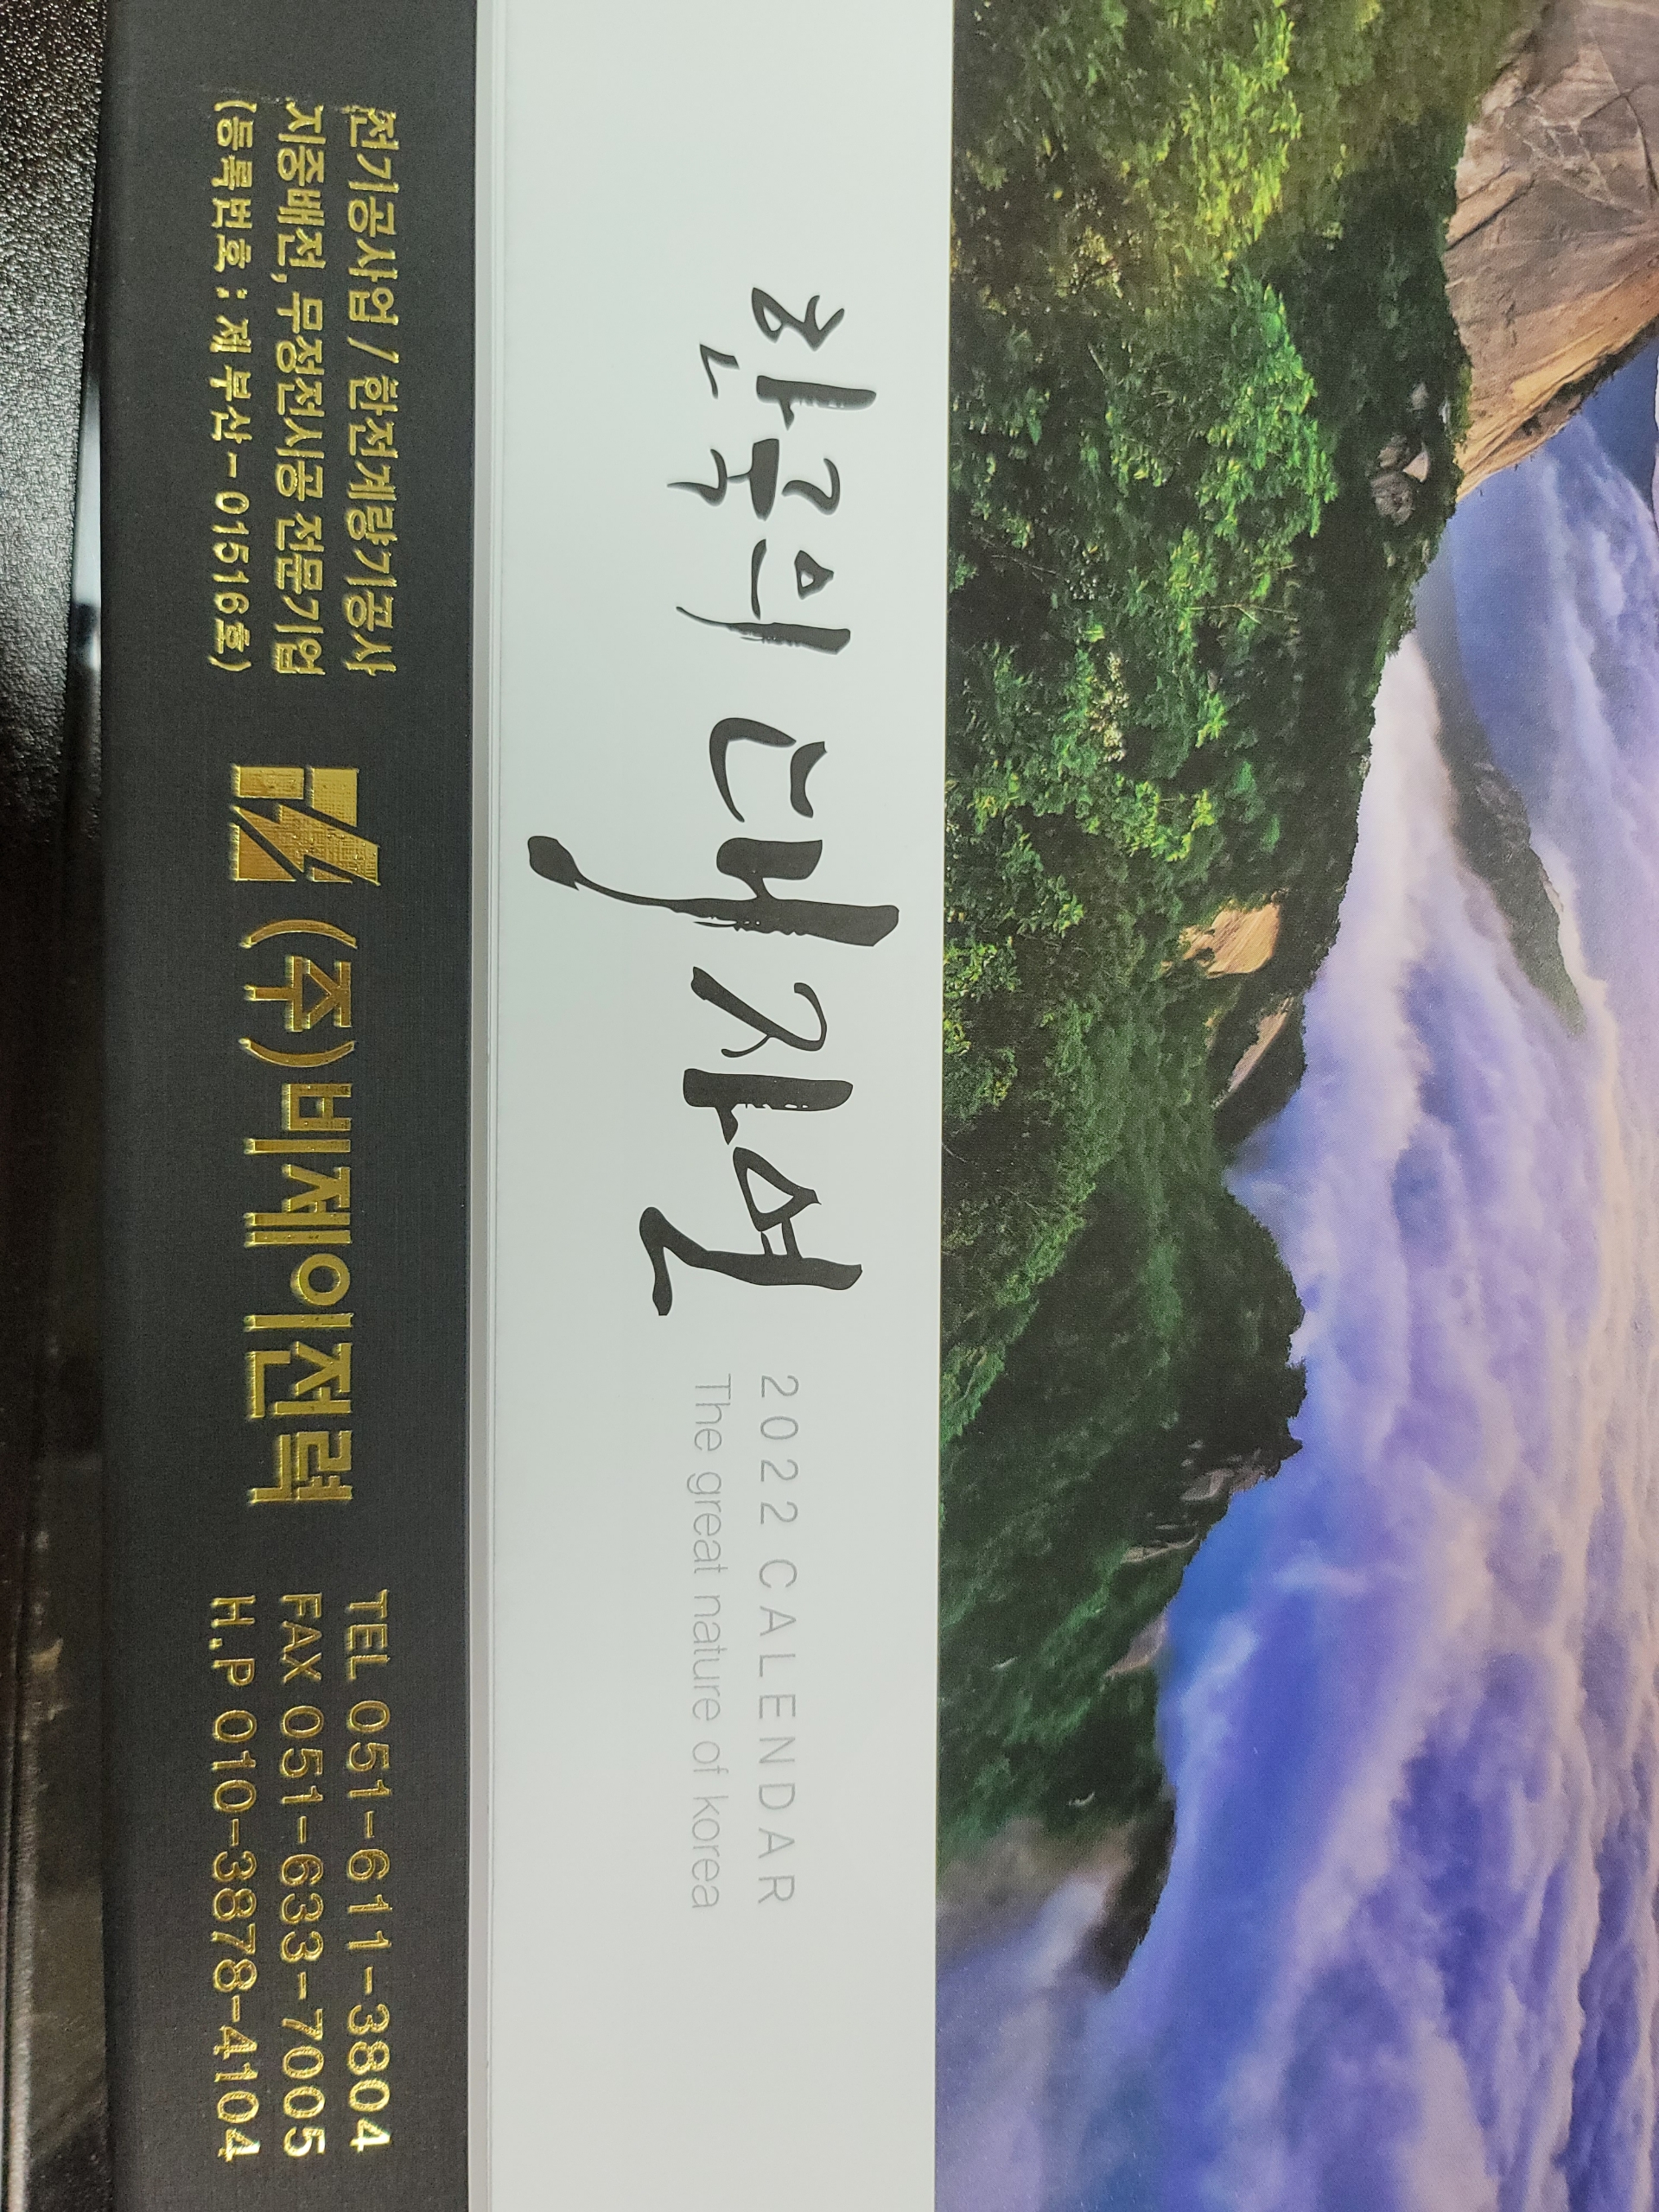 한국의 대자연
2022 CALENDAR
The great nature of korea
전기공사업 / 한전계량기공사
지중배전,무정전시공 전문기업
(등록번호 : 제 부산-01516호)
(주)비제이전력
TEL 051-611-3804
FAX 051-633-7005
H.P 010-3878-4104